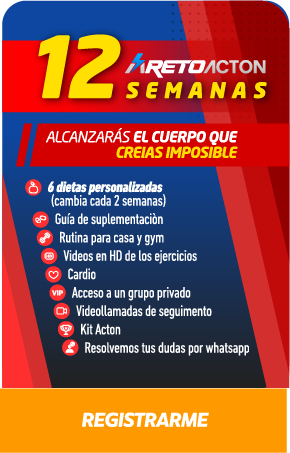 12 RETO ACTON
SEMANAS
ALCANZARÁS EL CUERPO QUE
CREIAS IMPOSIBLE
6 dietas personalizadas
(cambia cada 2 semanas)
Guía de suplementaciòn
Rutina para casa y gym
Videos en HD de los ejercicios
Cardio
VIP Acceso a un grupo privado
Videollamadas de seguimento
Kit Acton
Resolvemos tus dudas por whatsapp
REGISTRARME